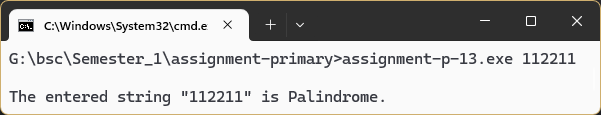 C:\Windows\System32\cmd.e
G:\bsc\Semester_1\assignment-primary>assignment-p-13.exe 112211
The entered string "112211" is Palindrome.